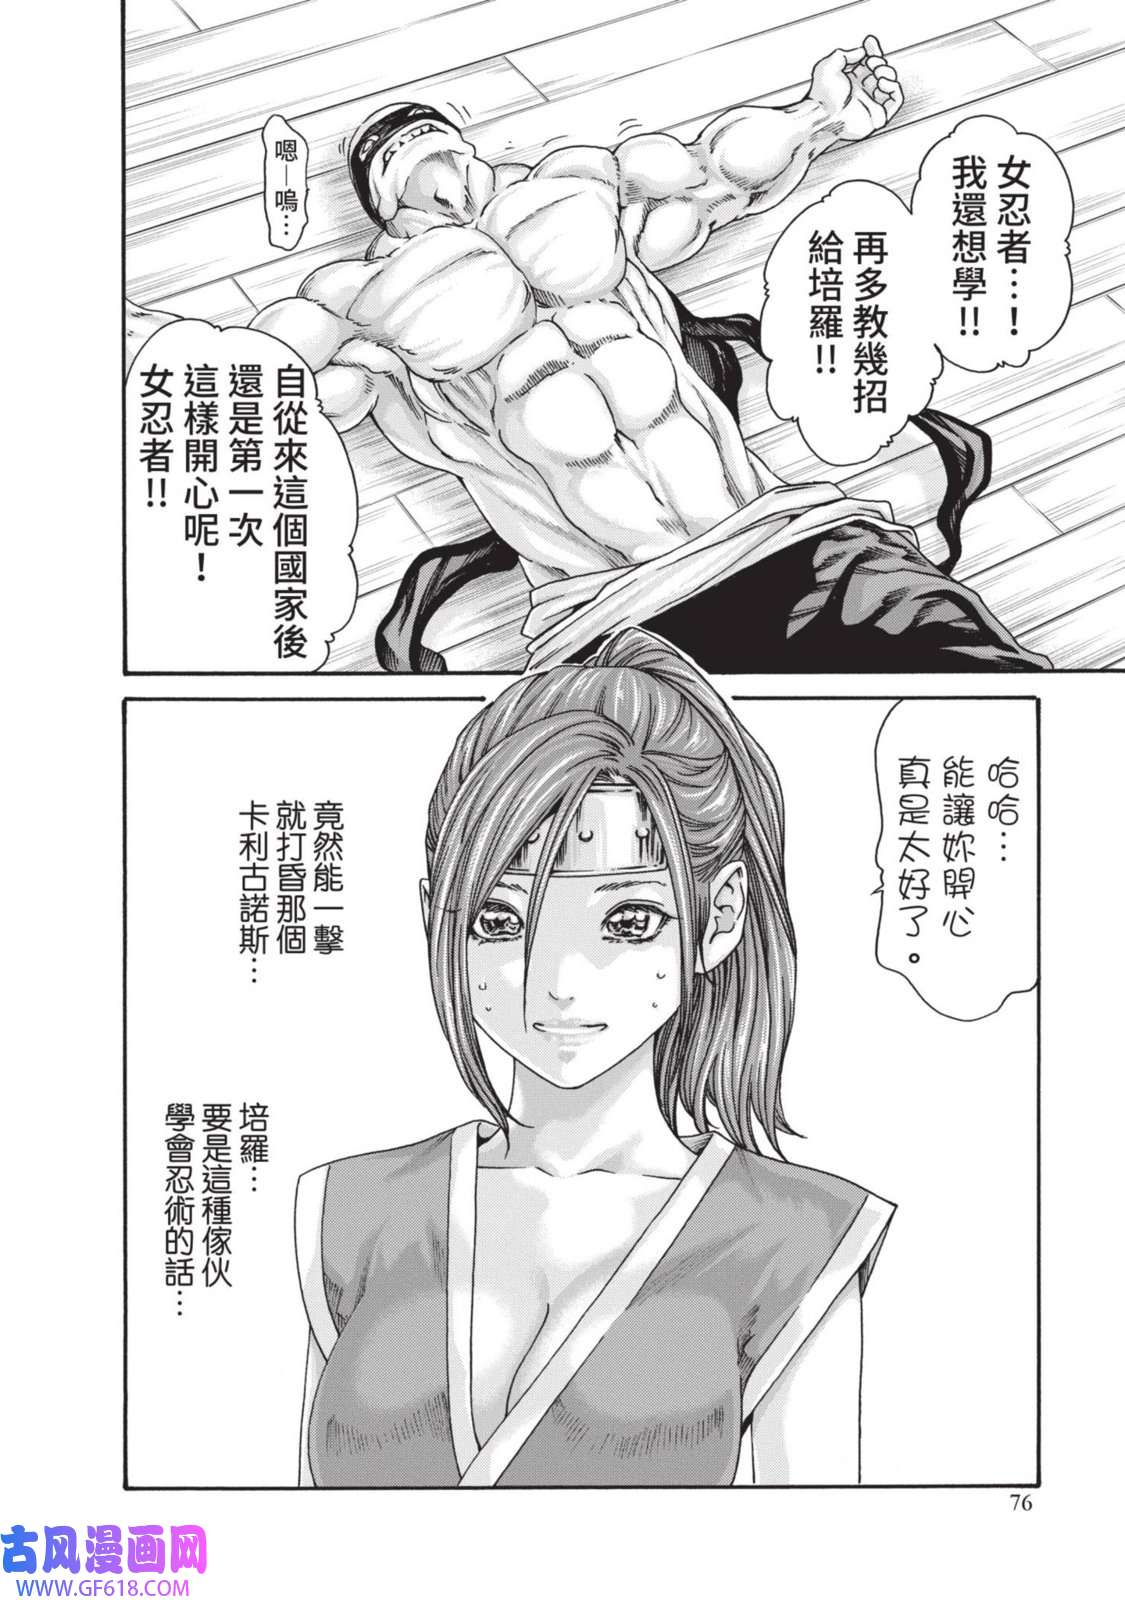 女忍者…！
我還想學!!
再多教幾招
給培羅!!
嗯—嗚…
自從來這個國家後
還是第一次
這樣開心呢！
女忍者!!
哈哈…
能讓妳開心
真是太好了。
竟然能一擊
就打昏那個
卡利古諾斯…
培羅…
要是這種傢伙
學會忍術的話…
76
古风漫画网
WWW.GF618.COM